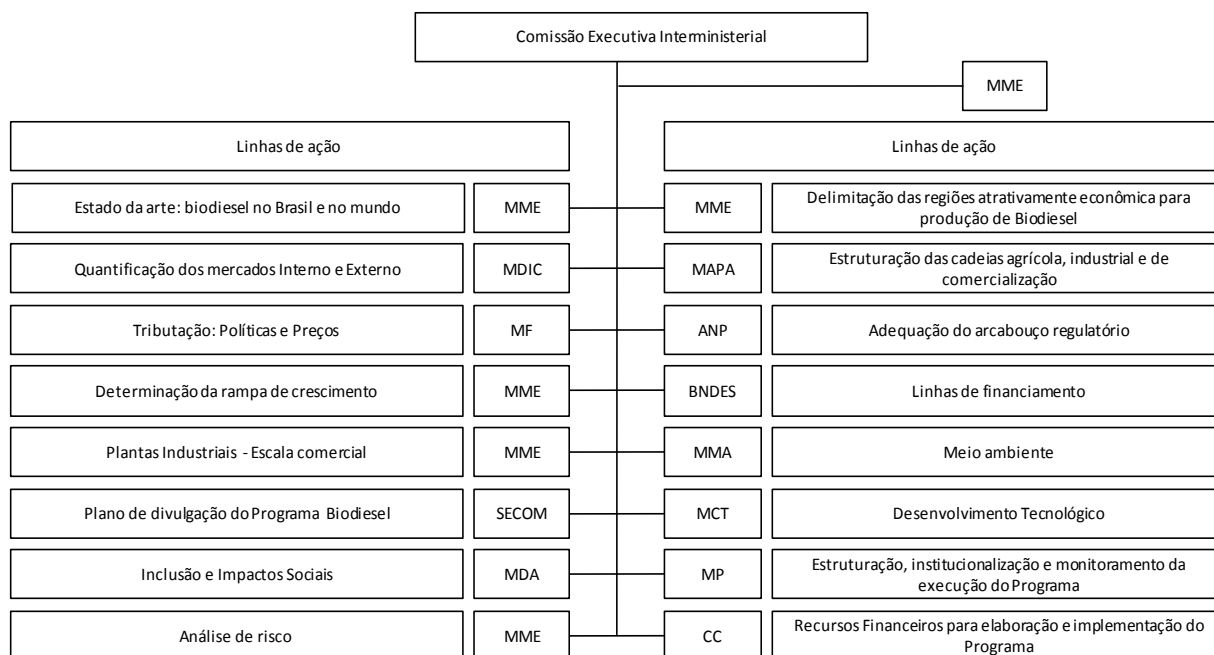 Comissão Executiva Interministerial
MME
Linhas de ação
Linhas de ação
Estado da arte: biodiesel no Brasil e no mundo
MME
MME
Delimitação das regiões atrativamente econômica para
produção de Biodiesel
Quantificação dos mercados Interno e Externo
MDIC
MAPA
Estruturação das cadeias agrícola, industrial e de
comercialização
Tributação: Políticas e Preços
MF
ANP
Adequação do arcabouço regulatório
Determinação da rampa de crescimento
MME
BNDES
Linhas de financiamento
Plantas Industriais - Escala comercial
MME
MMA
Meio ambiente
Plano de divulgação do Programa Biodiesel
SECOM
MCT
Desenvolvimento Tecnológico
Inclusão e Impactos Sociais
MDA
MP
Estruturação, institucionalização e monitoramento da
execução do Programa
Análise de risco
MME
CC
Recursos Financeiros para elaboração e implementação do
Programa